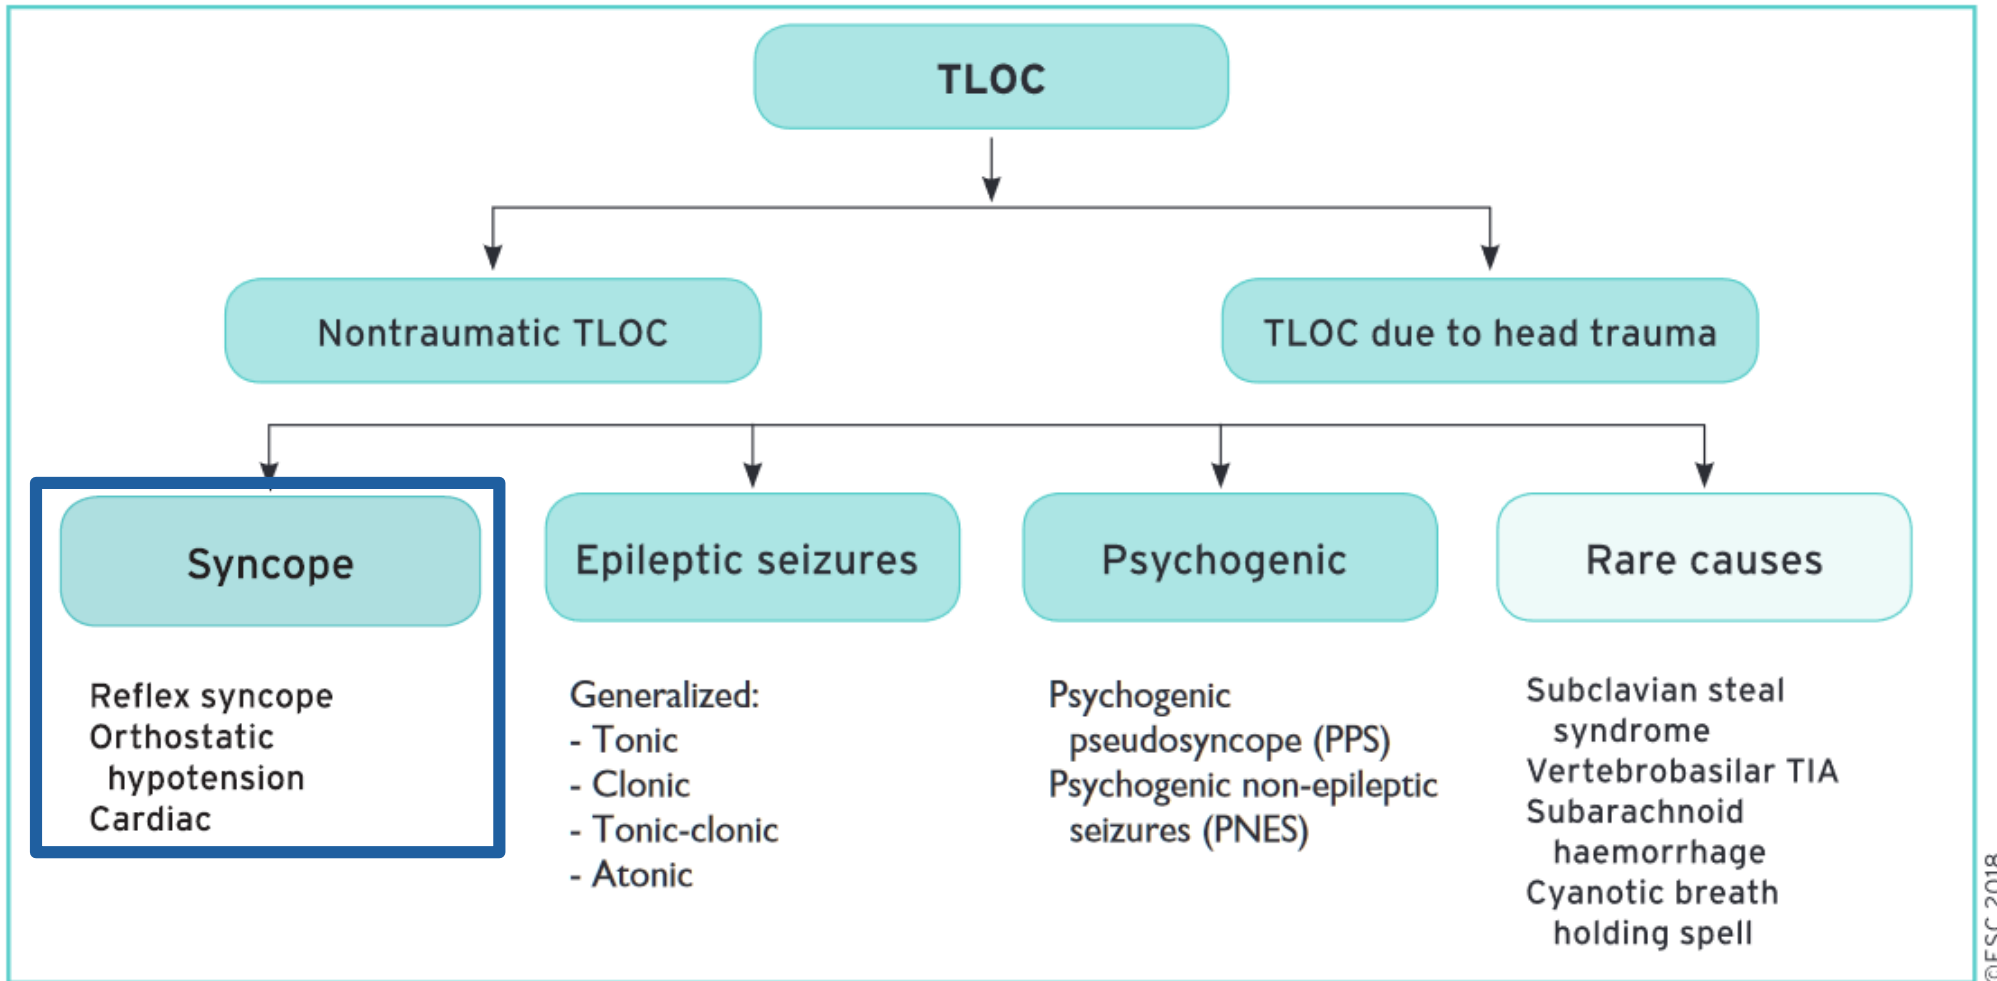 TLOC
Nontraumatic TLOC
TLOC due to head trauma
Syncope
Epileptic seizures
Psychogenic
Rare causes
Reflex syncope
Orthostatic
hypotension
Cardiac
Generalized:
- Tonic
- Clonic
- Tonic-clonic
- Atonic
Psychogenic
pseudosyncope (PPS)
Psychogenic non-epileptic
seizures (PNES)
Subclavian steal
syndrome
Vertebrobasilar TIA
Subarachnoid
haemorrhage
Cyanotic breath
holding spell
©ESC 2018